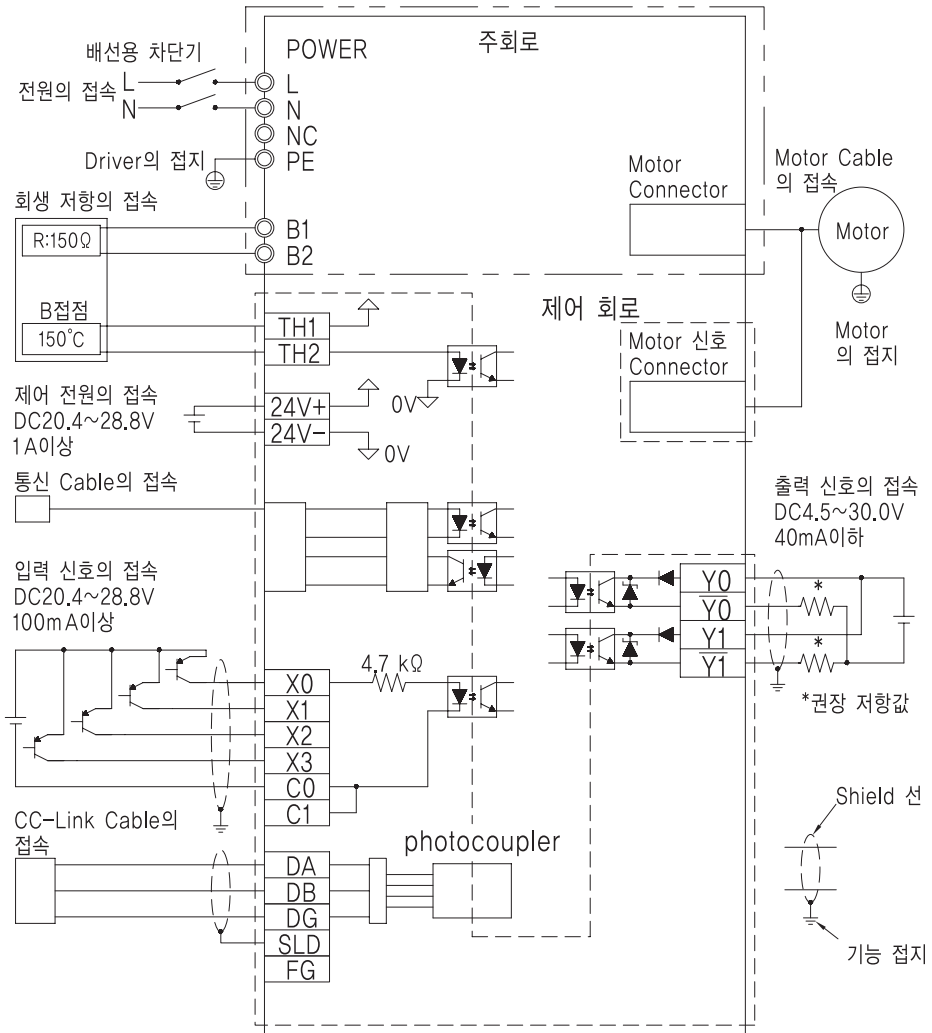 배선용 차단기
전원의 접속
L
N
Driver의 접지
회생 저항의 접속
R:150Ω
B접점
150°C
제어 전원의 접속
DC20.4~28.8V
1A이상
통신 Cable의 접속
입력 신호의 접속
DC20.4~28.8V
100mA이상
CC-Link Cable의
접속
POWER
L
N
NC
PE
B1
B2
TH1
TH2
24V+
24V-
0V
0V
4.7 kΩ
X0
X1
X2
X3
C0
C1
DA
DB
DG
SLD
FG
photocoupler
주회로
Motor
Connector
제어 회로
Motor 신호
Connector
Motor Cable
의 접속
Motor
Motor
의 접지
출력 신호의 접속
DC4.5~30.0V
40mA이하
Y0
Y̅0̅
Y1
Y̅1̅
*
*
*권장 저항값
Shield 선
기능 접지